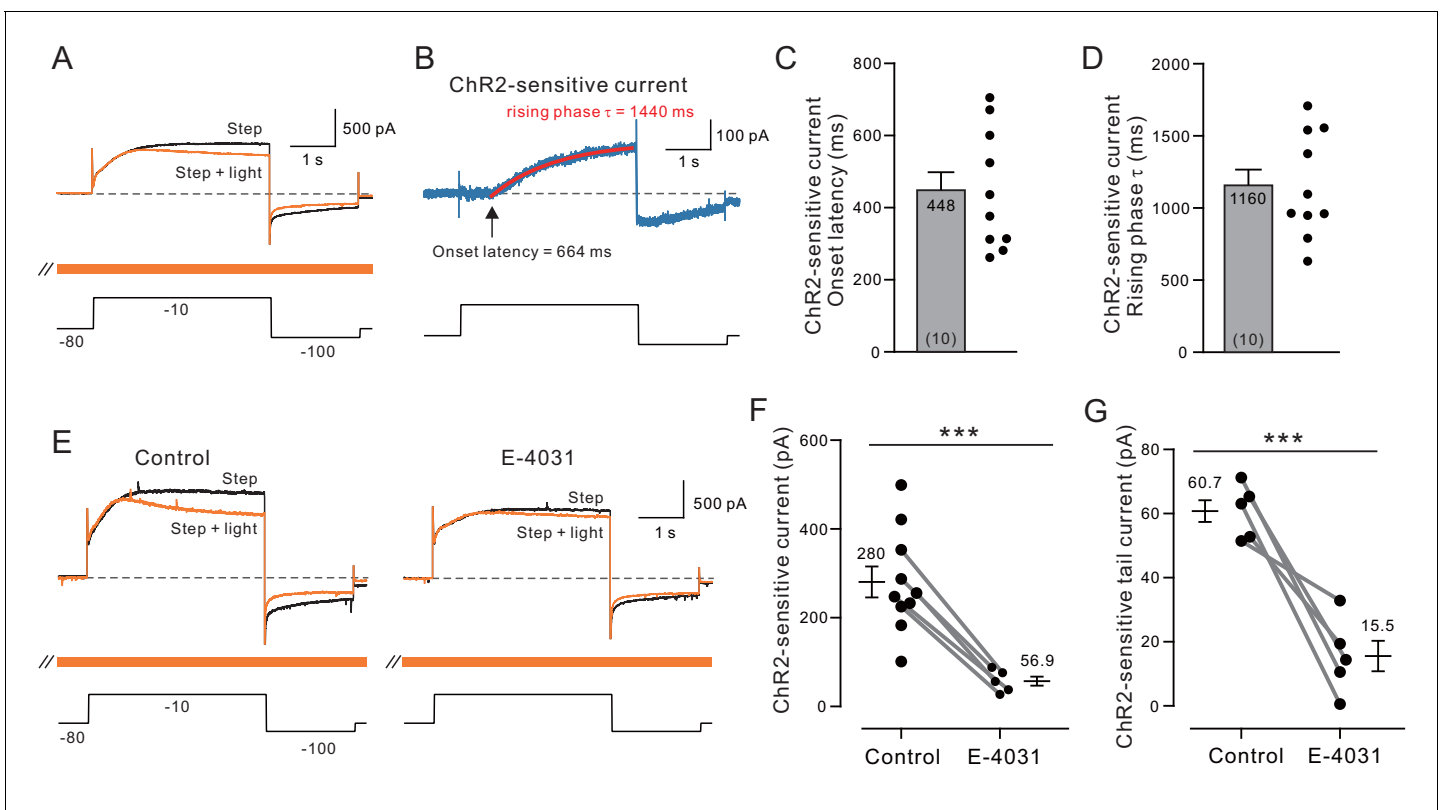 A
Step
500 pA
1 s
Step + light
//
-10
-80
-100
B
ChR2-sensitive current
rising phase τ = 1440 ms
100 pA
1 s
Onset latency = 664 ms
C
ChR2-sensitive current
Onset latency (ms)
800
600
400
200
0
448
(10)
D
ChR2-sensitive current
Rising phase τ (ms)
2000
1500
1000
500
0
1160
(10)
E
Control
Step
Step + light
//
-10
-80
-100
E-4031
Step
Step + light
500 pA
1 s
//
F
ChR2-sensitive current (pA)
600
400
200
0
***
280
56.9
Control
E-4031
G
ChR2-sensitive tail current (pA)
80
60
40
20
0
***
60.7
15.5
Control
E-4031